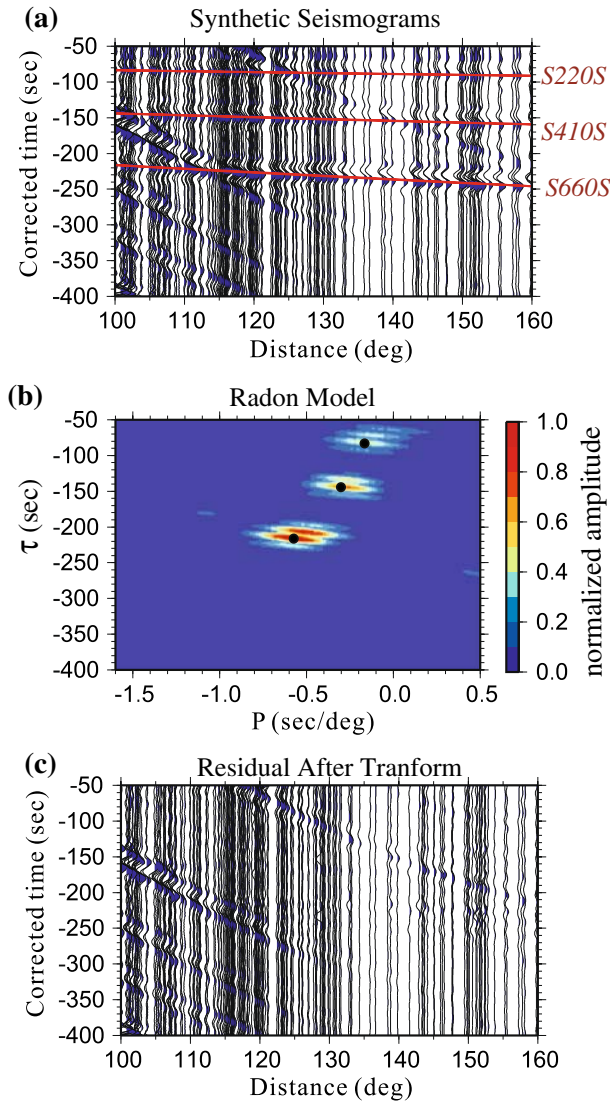 (a) Synthetic Seismograms
Corrected time (sec)
-50
-100
-150
-200
-250
-300
-350
-400
S220S
S410S
S660S
100 110 120 130 140 150 160
Distance (deg)
(b) Radon Model
τ (sec)
-50
-100
-150
-200
-250
-300
-350
-400
-1.5 -1.0 -0.5 0.0 0.5
P (sec/deg)
1.0
0.8
0.6
0.4
0.2
0.0
normalized amplitude
(c) Residual After Tranform
Corrected time (sec)
-50
-100
-150
-200
-250
-300
-350
-400
100 110 120 130 140 150 160
Distance (deg)